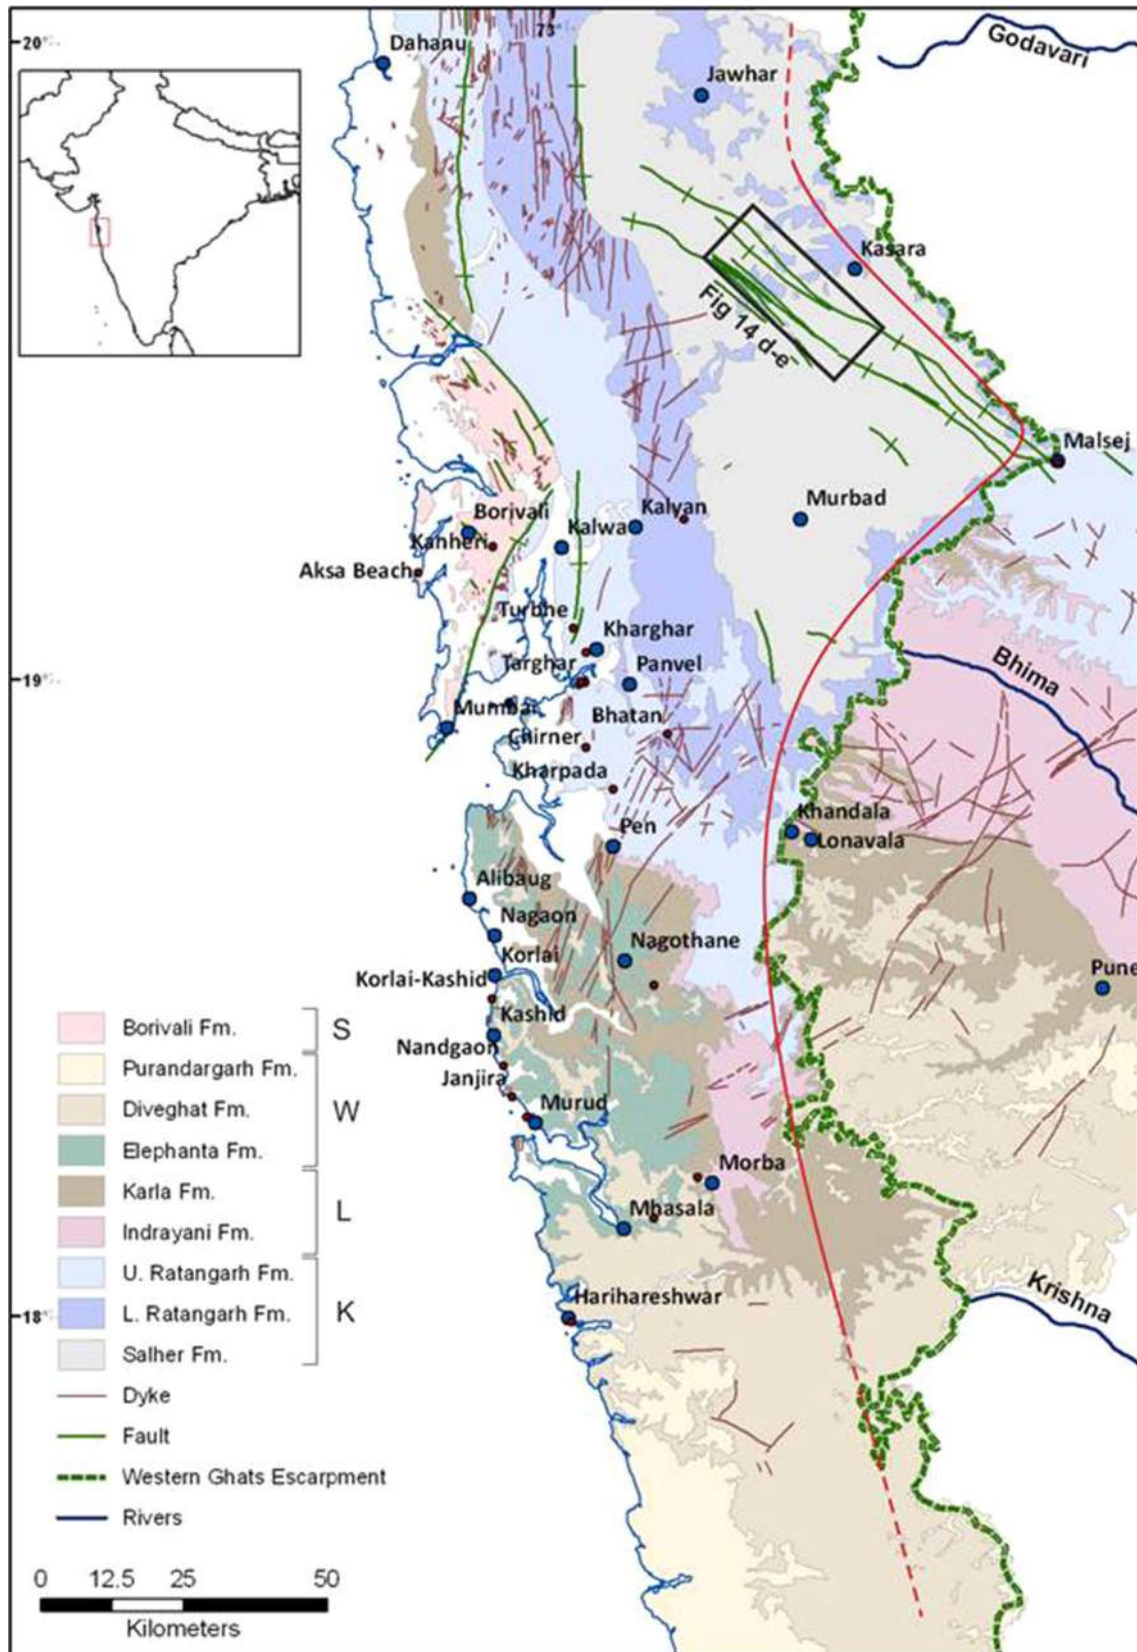 20°
73°
Dahanu
Godavari
Jawhar
Kasara
Fig 14 d-e
Malsej
Borivali
Kalyan
Murbad
Kanheri
Kalwa
Aksa Beach
Turbhe
Kharghar
Targhar
Panvel
19°
Bhima
Mumbai
Bhatan
Chirner
Kharpada
Khandala
Pen
Lonavala
Alibaug
Nagaon
Nagothane
Korlai
Korlai-Kashid
Pune
Kashid
Nandgaon
Janjira
Murud
Morba
Mhasala
Krishna
Harihareshwar
18°
Borivali Fm.
S
Purandargarh Fm.
Diveghat Fm.
W
Elephanta Fm.
Karla Fm.
L
Indrayani Fm.
U. Ratangarh Fm.
L. Ratangarh Fm.
K
Salher Fm.
Dyke
Fault
Western Ghats Escarpment
Rivers
0 12.5 25 50
Kilometers